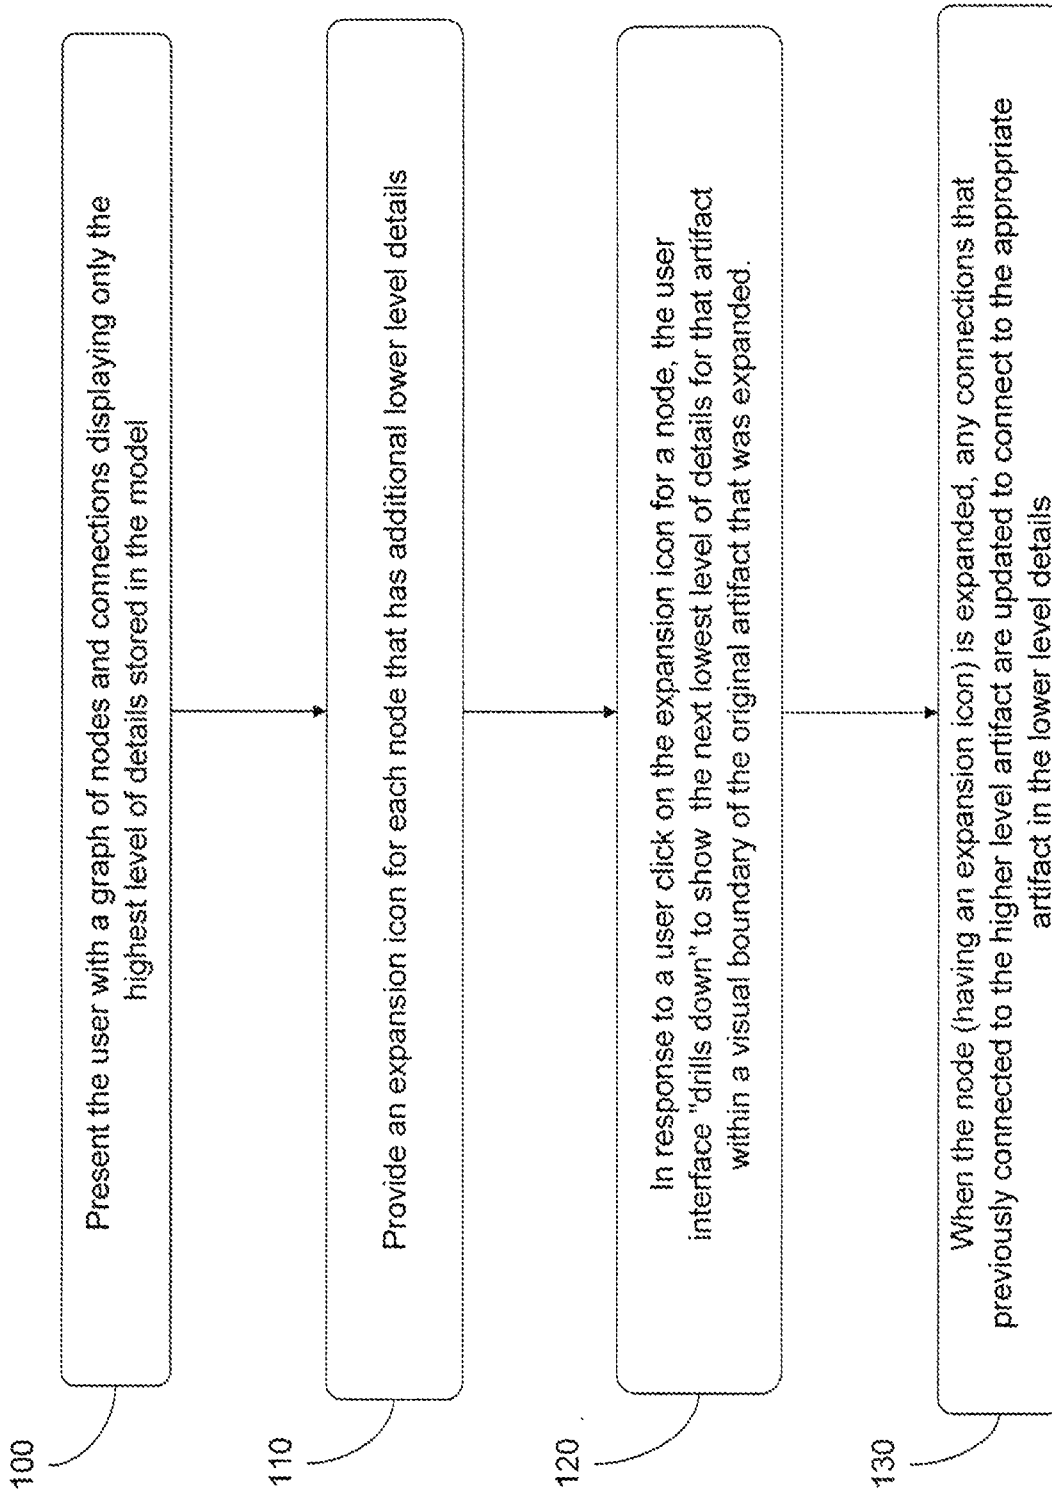 100
Present the user with a graph of nodes and connections displaying only the
highest level of details stored in the model
110
Provide an expansion icon for each node that has additional lower level details
120
In response to a user click on the expansion icon for a node, the user
interface "drills down" to show the next lowest level of details for that artifact
within a visual boundary of the original artifact that was expanded.
130
When the node (having an expansion icon) is expanded, any connections that
previously connected to the higher level artifact are updated to connect to the appropriate
artifact in the lower level details